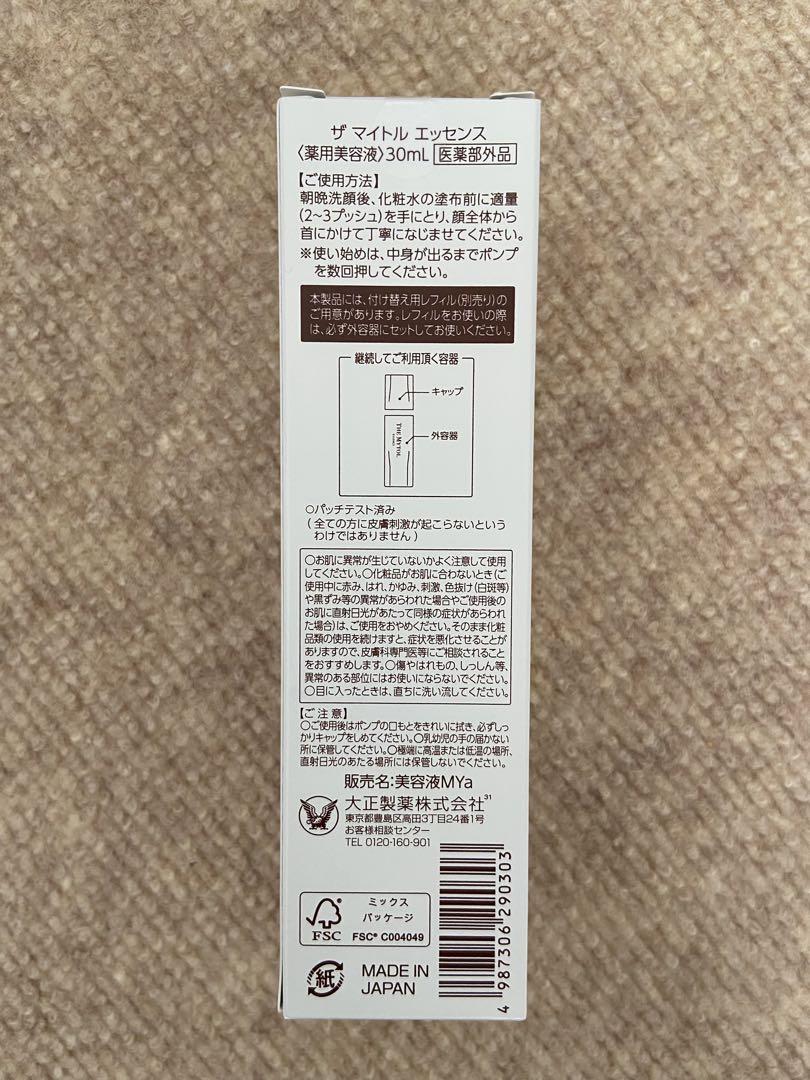 ザ マイトル エッセンス
〈薬用美容液〉30mL 医薬部外品
【ご使用方法】
朝晩洗顔後、化粧水の塗布前に適量
(2~3プッシュ)を手にとり、顔全体から
首にかけて丁寧になじませてください。
※使い始めは、中身が出るまでポンプ
を数回押してください。
本製品には、付け替え用レフィル(別売り)の
ご用意があります。レフィルをお使いの際
は、必ず外容器にセットしてお使いください。
継続してご利用頂く容器
キャップ
THE MYTOL
外容器
○パッチテスト済み
(全ての方に皮膚刺激が起こらないという
わけではありません)
○お肌に異常が生じていないかよく注意して使用
してください。○化粧品がお肌に合わないとき(ご
使用中に赤み、はれ、かゆみ、刺激、色抜け(白斑等)
や黒ずみ等の異常があらわれた場合やご使用後の
お肌に直射日光があたって同様の症状があらわれ
た場合)は、ご使用をおやめください。そのまま化粧
品類の使用を続けますと、症状を悪化させることが
ありますので、皮膚科専門医等にご相談されること
をおすすめします。○傷やはれもの、しっしん等、
異常のある部位にはお使いにならないでください。
○目に入ったときは、直ちに洗い流してください。
【ご注意】
○ご使用後はポンプの口もとをきれいに拭き、必ずしっ
かりキャップをしめてください。○乳幼児の手の届かない
所に保管してください。○極端に高温または低温の場所、
直射日光のあたる場所には保管しないでください。
販売名:美容液MYa
大正製薬株式会社31
東京都豊島区高田3丁目24番1号
お客様相談センター
TEL 0120-160-901
ミックス
パッケージ
FSC
FSC® C004049
紙
MADE IN
JAPAN
4 987306 290303